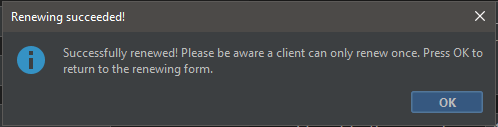 Renewing succeeded!
Successfully renewed! Please be aware a client can only renew once. Press OK to
return to the renewing form.
OK